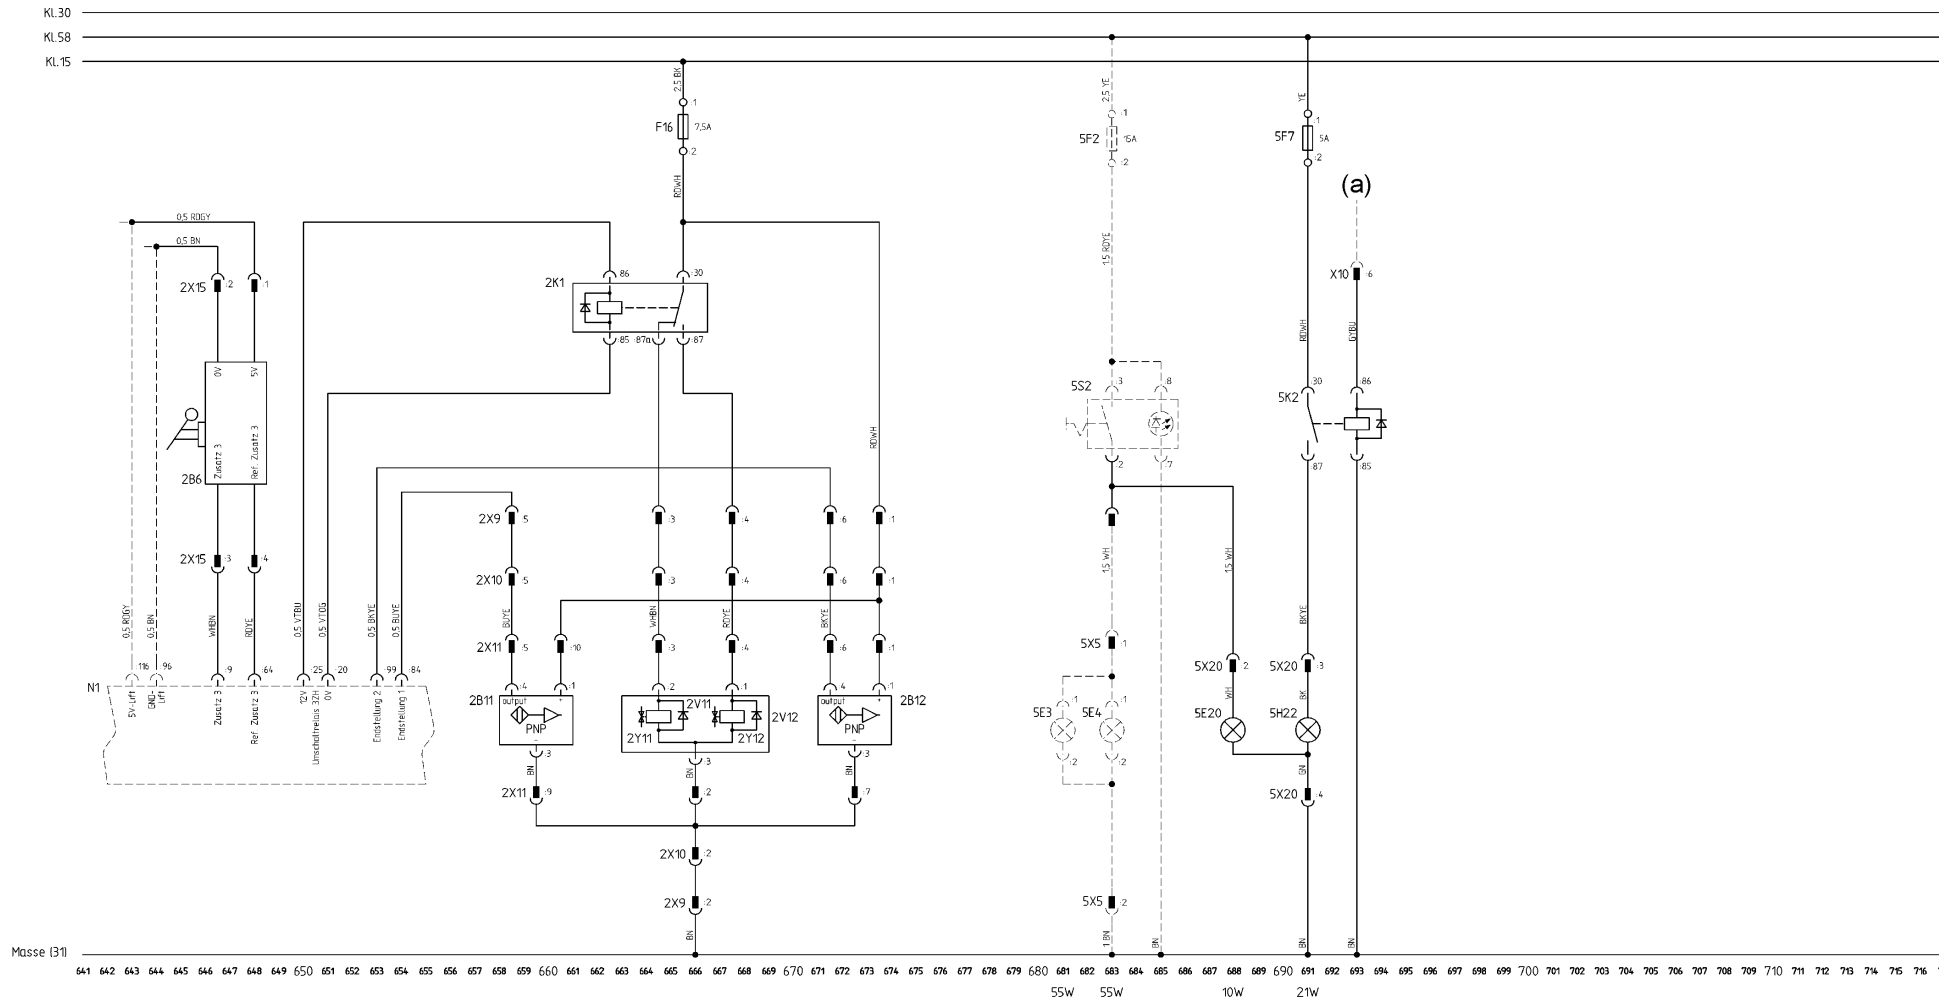 Kl.30
Kl.58
Kl.15
2,5 BK
:1
F16 7,5A
:2
RDWH
2,5 YE
:1
5F2 15A
:2
1,5 RDYE
YE
:1
5F7 5A
:2
(a)
X10 :6
RDWH
GYBU
0,5 RDGY
0,5 BN
2X15 :2 :1
0V
5V
2B6
Zusatz 3
Ref. Zusatz 3
2X15 :3 :4
0,5 RDGY
0,5 BN
WHBN
RDYE
0,5 VTBU
0,5 VTOG
0,5 BKYE
0,5 BUYE
:86 :30
2K1
:85 :87a :87
RDWH
5S2 :3 :8
:2 :7
:30 :86
5K2
:87 :85
2X9 :5 :3 :4 :6 :1
2X10 :5 :3 :4 :6 :1
BUYE
WHBN
RDYE
BKYE
2X11 :5 :10 :3 :4 :6 :1
1,5 WH
1,5 WH
BKYE
5X5 :1
N1 :116 :96 :9 :64 :25 :20 :99 :84
5V-Lift
GND-Lift
Zusatz 3
Ref. Zusatz 3
12V
Umschaltrelais 3ZH
0V
Endstellung 2
Endstellung 1
:4 :1
2B11 output +
PNP
-
:3
BN
2X11 :9
:2 :1
2V11
2V12
2Y11 2Y12
:3
BN
:2
:4 :1
2B12 output +
PNP
-
:3
BN
:7
2X10 :2
2X9 :2
BN
5E3 :1 5E4 :1
:2 :2
5X20 :2 5X20 :3
WH
BK
5E20 5H22
GN
5X20 :4
5X5 :2
1 BN
BN
BN
BN
Masse (31)
641 642 643 644 645 646 647 648 649 650 651 652 653 654 655 656 657 658 659 660 661 662 663 664 665 666 667 668 669 670 671 672 673 674 675 676 677 678 679 680 681 682 683 684 685 686 687 688 689 690 691 692 693 694 695 696 697 698 699 700 701 702 703 704 705 706 707 708 709 710 711 712 713 714 715 716
55W 55W 10W 21W